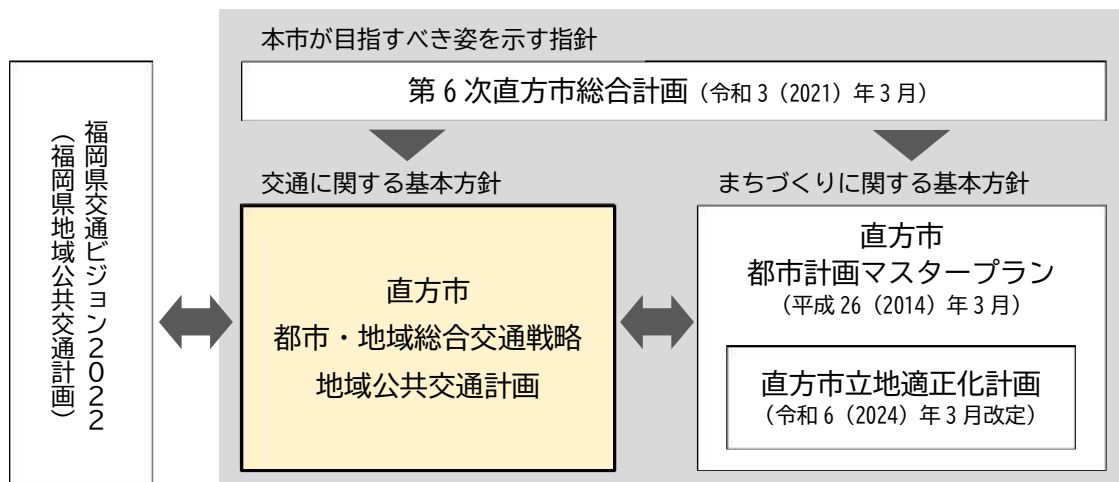 本市が目指すべき姿を示す指針
第6次直方市総合計画（令和3（2021）年3月）
福岡県交通ビジョン2022
（福岡県地域公共交通計画）
交通に関する基本方針
直方市
都市・地域総合交通戦略
地域公共交通計画
まちづくりに関する基本方針
直方市
都市計画マスタープラン
（平成26（2014）年3月）
直方市立地適正化計画
（令和6（2024）年3月改定）